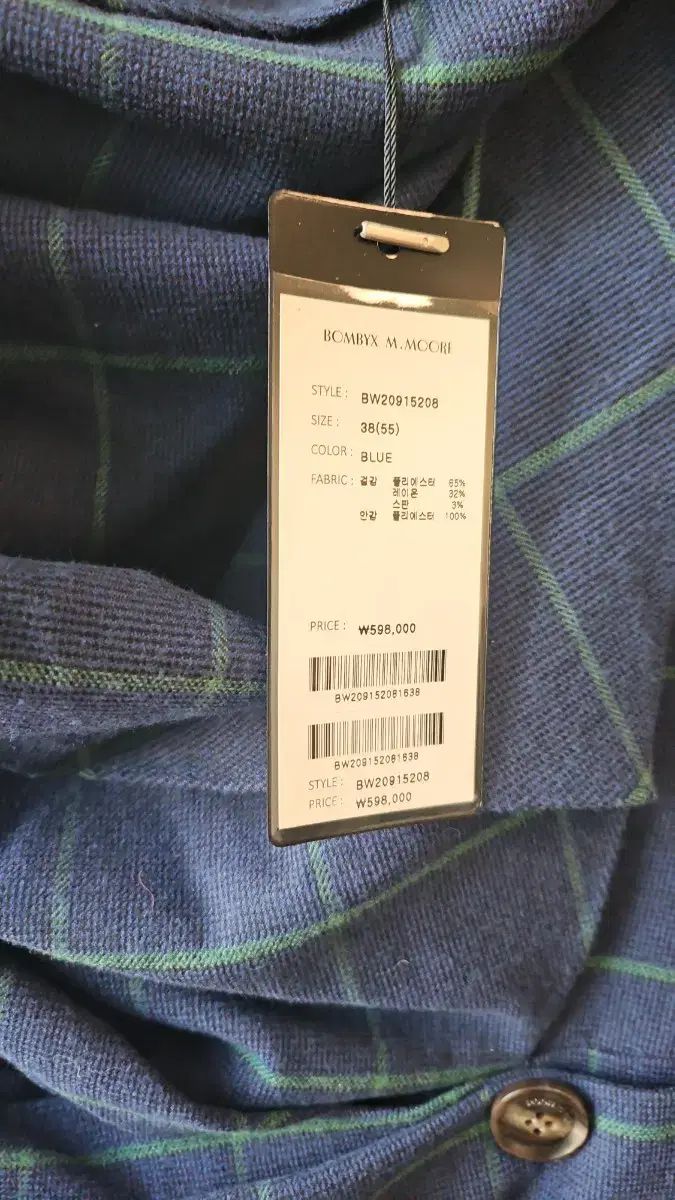 BOMBYX M.MOORE
STYLE : BW20915208
SIZE : 38(55)
COLOR : BLUE
FABRIC : 겉감 폴리에스터 65%
레이온 32%
스판 3%
안감 폴리에스터 100%
PRICE : ₩598,000
BW209152081638
BW209152081638
STYLE : BW20915208
PRICE : ₩598,000